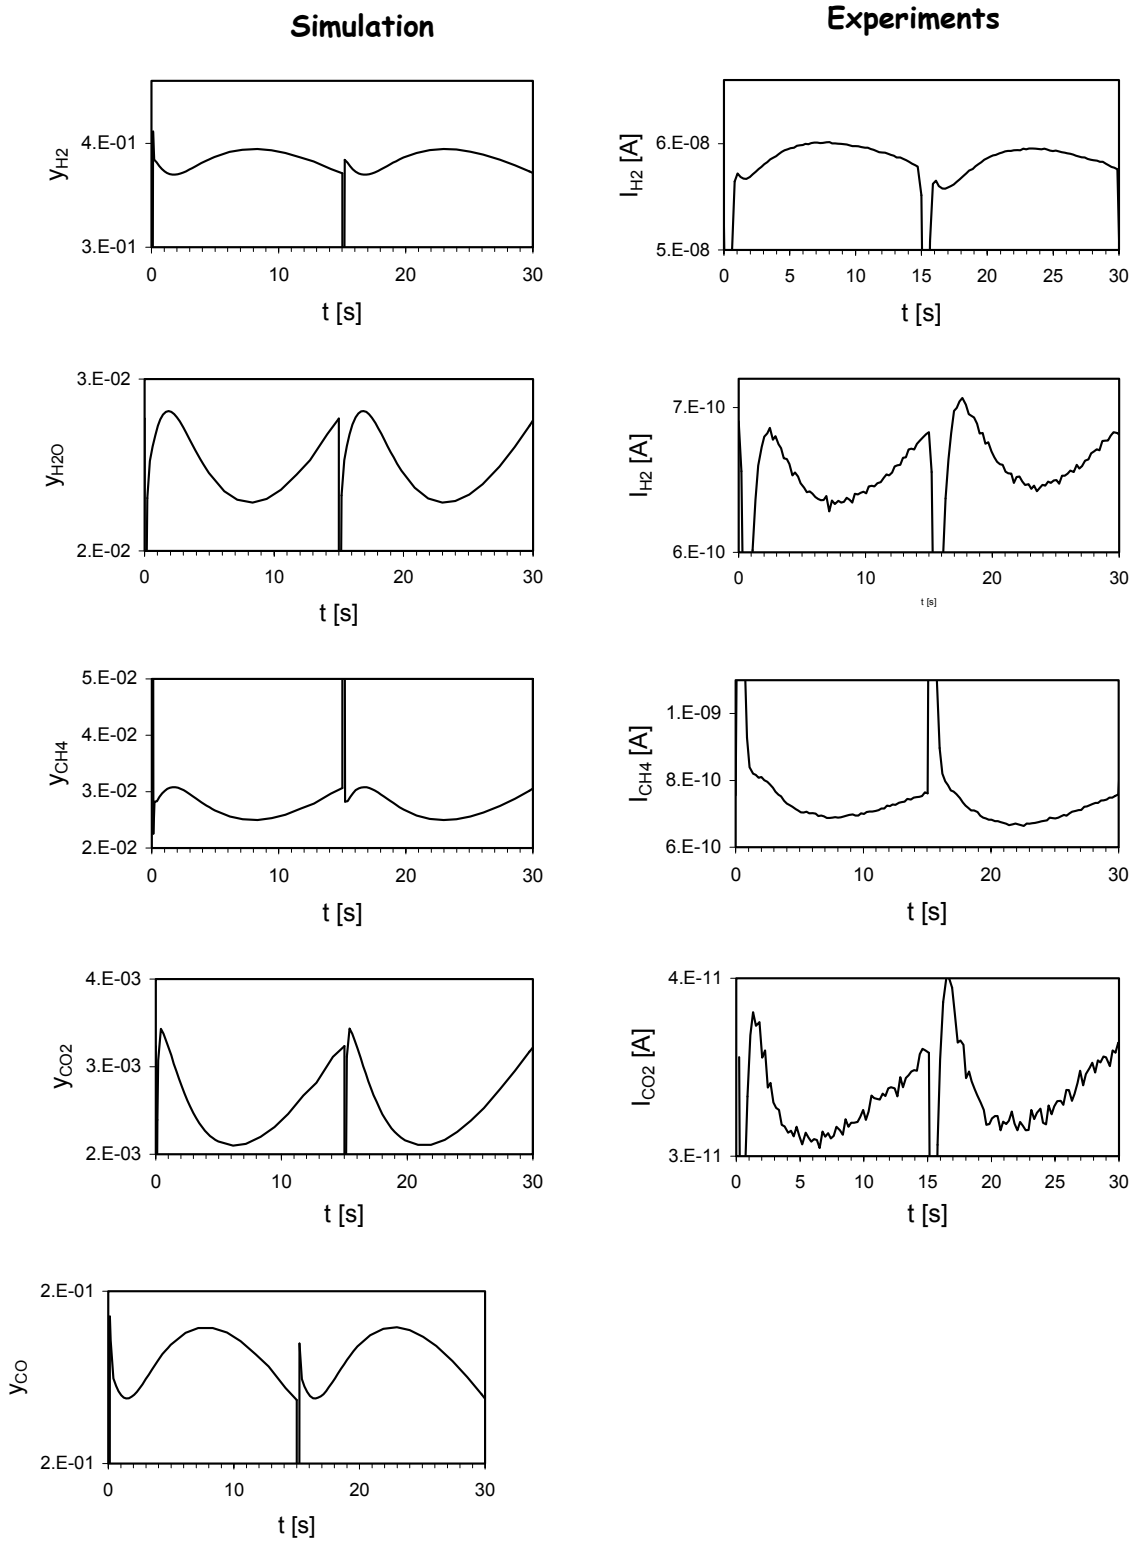 Simulation
Experiments
4.E-01
3.E-01
yH2
0 10 20 30
t [s]
6.E-08
5.E-08
IH2 [A]
0 5 10 15 20 25 30
t [s]
3.E-02
2.E-02
yH2O
0 10 20 30
t [s]
7.E-10
6.E-10
IH2 [A]
0 10 20 30
t [s]
5.E-02
4.E-02
3.E-02
2.E-02
yCH4
0 10 20 30
t [s]
1.E-09
8.E-10
6.E-10
ICH4 [A]
0 10 20 30
t [s]
4.E-03
3.E-03
2.E-03
yCO2
0 10 20 30
t [s]
4.E-11
3.E-11
ICO2 [A]
0 5 10 15 20 25 30
t [s]
2.E-01
2.E-01
yCO
0 10 20 30
t [s]